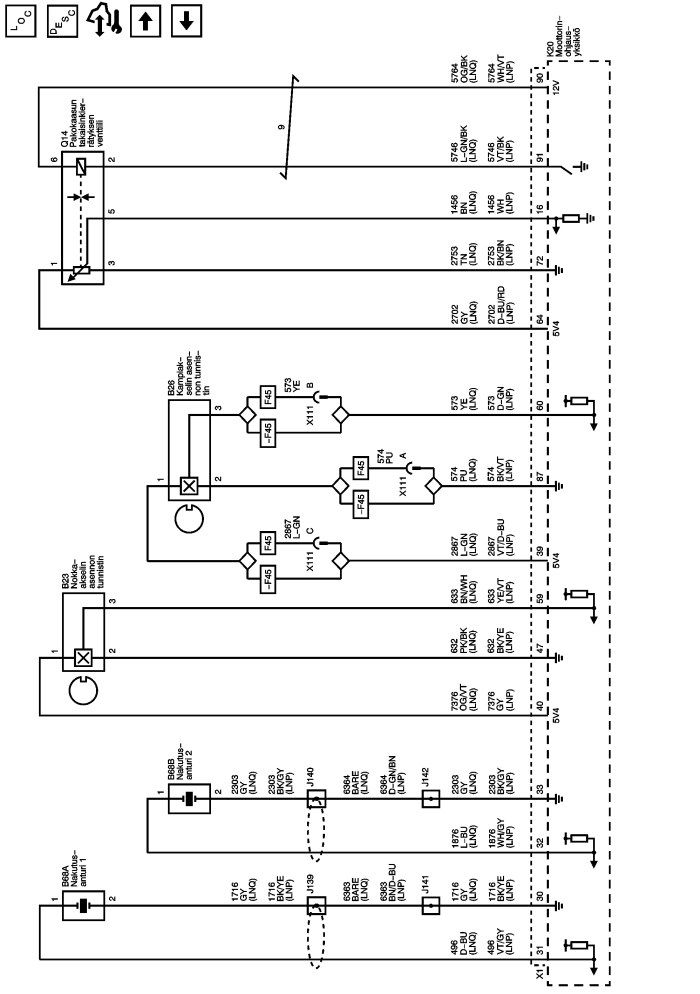 LOC
DESC
K20
Moottorin–
ohjaus–
yksikkö
Q14
Pakokaasun
takaisinkier–
rätyksen
venttiili
6
2
5
1
3
9
5764
OG/BK
(LNQ)
5764
WH/VT
(LNP)
90
12V
5746
L–GN/BK
(LNQ)
5746
VT/BK
(LNP)
91
1456
BN
(LNQ)
1456
WH
(LNP)
16
2753
TN
(LNQ)
2753
BK/BN
(LNP)
72
2702
GY
(LNQ)
2702
D–BU/RD
(LNP)
64
5V4
B26
Kampiak–
selin asen–
non tunnis–
tin
1
3
2
F45
–F45
573
YE
B
X111
573
YE
(LNQ)
573
D–GN
(LNP)
60
F45
–F45
574
PU
A
X111
574
PU
(LNQ)
574
BK/VT
(LNP)
87
F45
–F45
2867
L–GN
C
X111
2867
L–GN
(LNQ)
2867
VT/D–BU
(LNP)
39
5V4
B23
Nokka–
akselin
asennon
tunnistin
1
3
2
633
BN/WH
(LNQ)
633
YE/VT
(LNP)
59
632
PK/BK
(LNQ)
632
BK/YE
(LNP)
47
7376
OG/VT
(LNQ)
7376
GY
(LNP)
40
5V4
B68B
Nakutus–
anturi 2
1
2
2303
GY
(LNQ)
2303
BK/GY
(LNP)
J140
6364
BARE
(LNQ)
6364
D–GN/BN
(LNP)
J142
2303
GY
(LNQ)
2303
BK/GY
(LNP)
33
1876
L–BU
(LNQ)
1876
WH/GY
(LNP)
32
B68A
Nakutus–
anturi 1
1
2
1716
GY
(LNQ)
1716
BK/YE
(LNP)
J139
6363
BARE
(LNQ)
6363
BN/D–BU
(LNP)
J141
1716
GY
(LNQ)
1716
BK/YE
(LNP)
30
496
D–BU
(LNQ)
496
VT/GY
(LNP)
31
X1